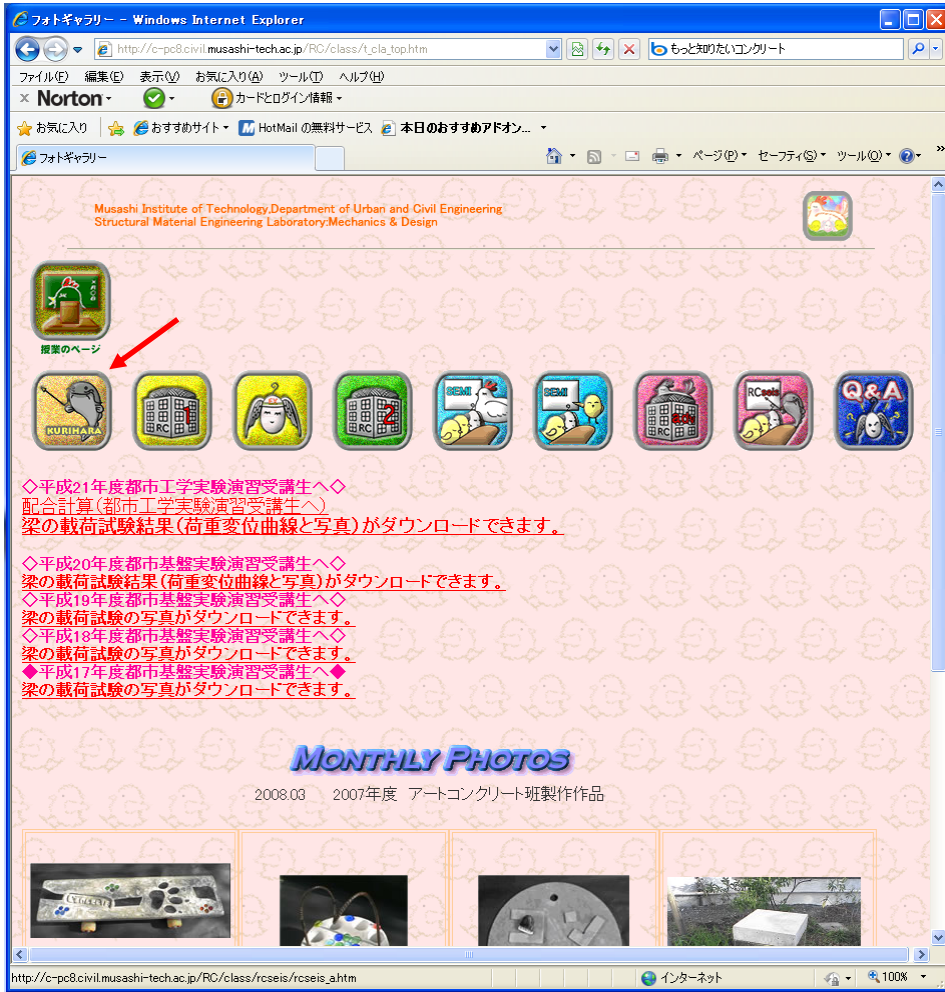 フォトギャラリー - Windows Internet Explorer
http://c-pc8.civil.musashi-tech.ac.jp/RC/class/t_cla_top.htm
もっと知りたいコンクリート
ファイル(F) 編集(E) 表示(V) お気に入り(A) ツール(T) ヘルプ(H)
× Norton
カードとログイン情報
お気に入り おすすめサイト HotMail の無料サービス 本日のおすすめアドオン...
フォトギャラリー
ページ(P) セーフティ(S) ツール(O) »
Musashi Institute of Technology,Department of Urban and Civil Engineering
Structural Material Engineering Laboratory:Mechanics & Design
授業のページ
KURIHARA
RC 1
RC 2
SEMI
SEMI
RC
RCseis
Q&A
◇平成21年度都市工学実験演習受講生へ◇
配合計算(都市工学実験演習受講生へ)
梁の載荷試験結果(荷重変位曲線と写真)がダウンロードできます。
◇平成20年度都市基盤実験演習受講生へ◇
梁の載荷試験結果(荷重変位曲線と写真)がダウンロードできます。
◇平成19年度都市基盤実験演習受講生へ◇
梁の載荷試験の写真がダウンロードできます。
◇平成18年度都市基盤実験演習受講生へ◇
梁の載荷試験の写真がダウンロードできます。
◆平成17年度都市基盤実験演習受講生へ◆
梁の載荷試験の写真がダウンロードできます。
MONTHLY PHOTOS
2008.03 2007年度 アートコンクリート班製作作品
http://c-pc8.civil.musashi-tech.ac.jp/RC/class/rcseis/rcseis_a.htm
インターネット
100%